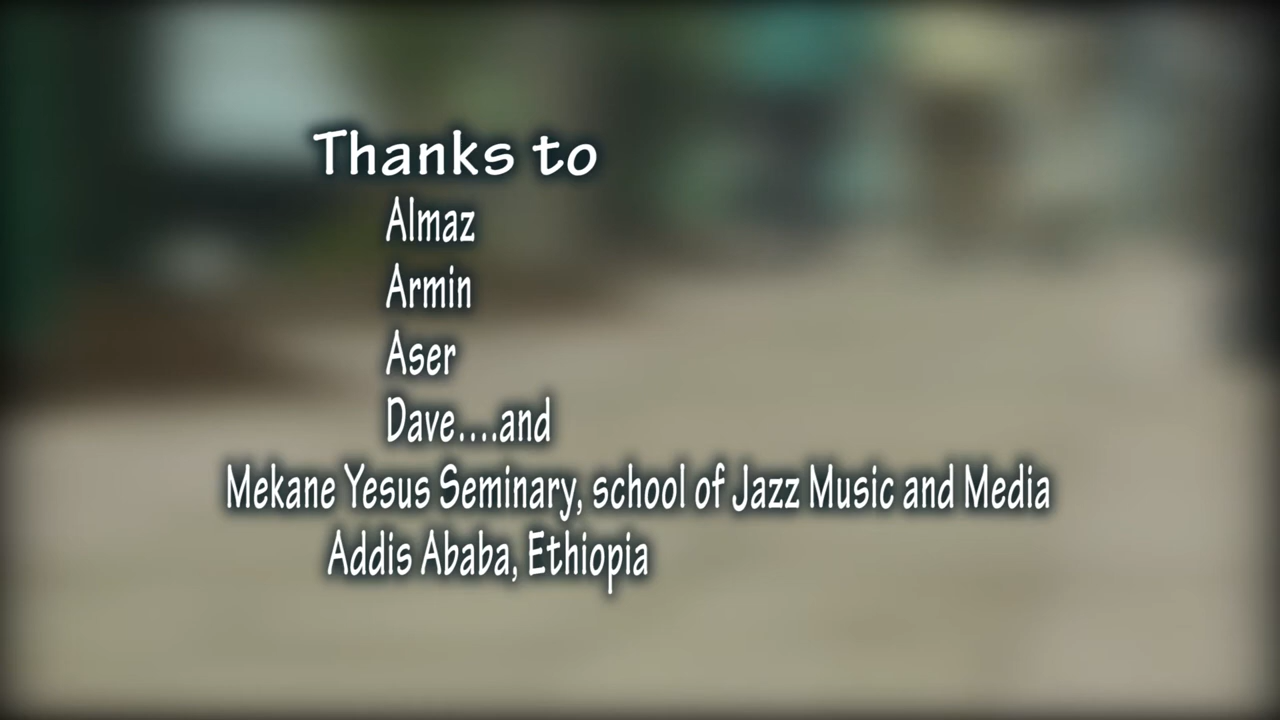 Thanks to
Almaz
Armin
Aser
Dave....and
Mekane Yesus Seminary, school of Jazz Music and Media
Addis Ababa, Ethiopia